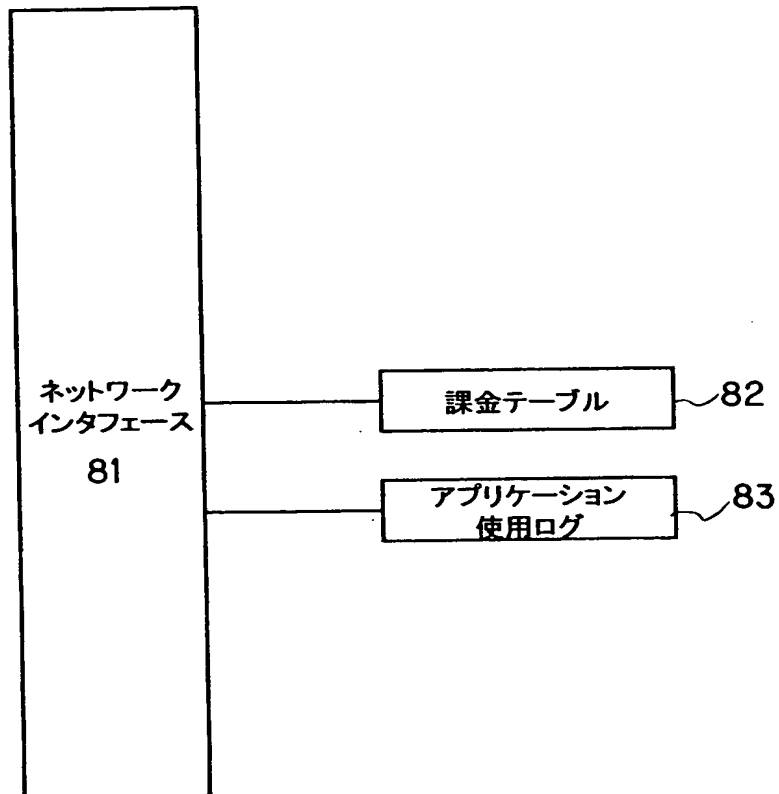 ネットワーク
インタフェース
81
課金テーブル
82
アプリケーション
使用ログ
83